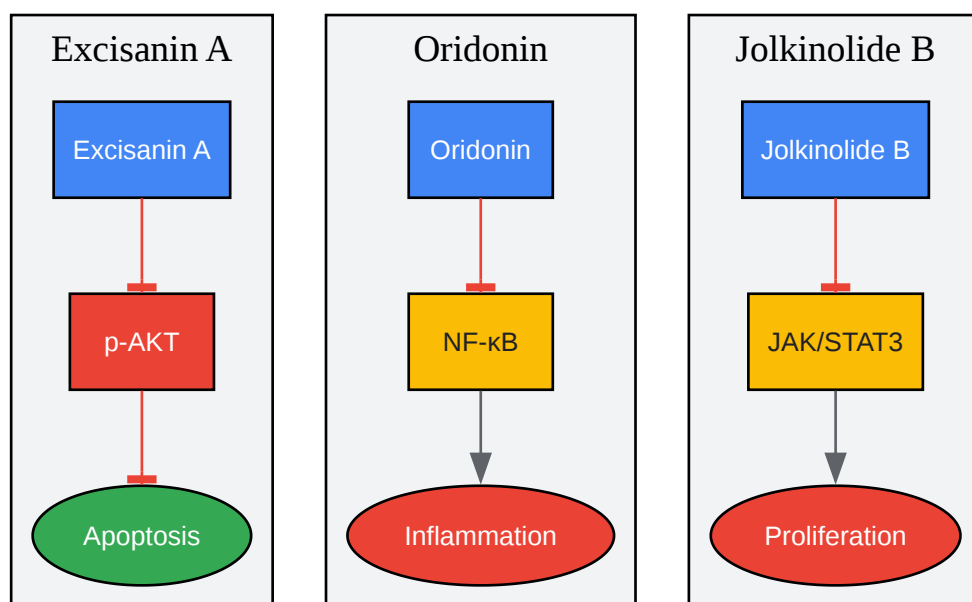 Excisanin A
Excisanin A
p-AKT
Apoptosis
Oridonin
Oridonin
NF-κB
Inflammation
Jolkinolide B
Jolkinolide B
JAK/STAT3
Proliferation